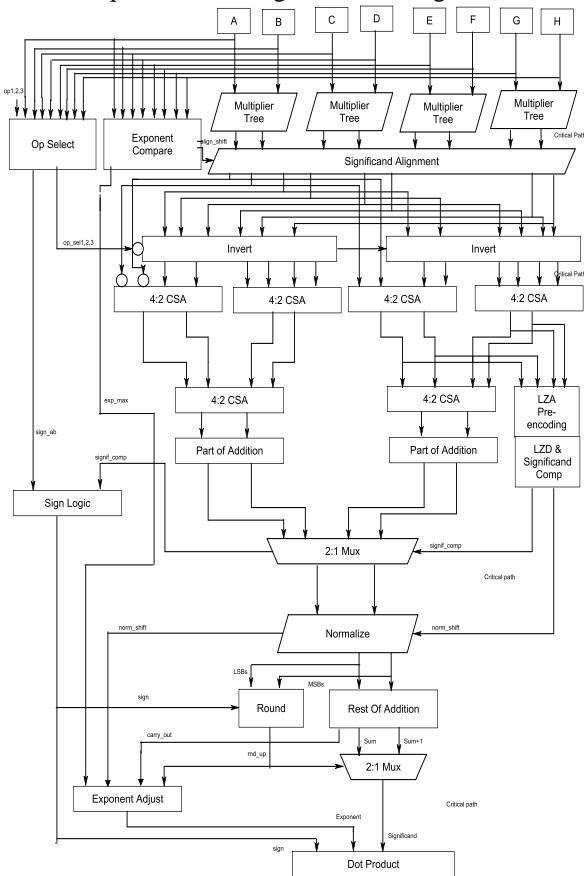 A B C D E F G H
op1,2,3
Multiplier Tree
Multiplier Tree
Multiplier Tree
Multiplier Tree
Critical Path
Op Select
Exponent Compare
align_shift
Significand Alignment
op_sel1,2,3
Invert
Invert
Critical Path
4:2 CSA
4:2 CSA
4:2 CSA
4:2 CSA
exp_max
4:2 CSA
4:2 CSA
LZA Pre-encoding
sign_ab
signif_comp
Part of Addition
Part of Addition
LZD & Significand Comp
Sign Logic
2:1 Mux
signif_comp
Critical path
norm_shift
Normalize
norm_shift
LSBs
MSBs
sign
Round
Rest Of Addition
carry_out
Sum
Sum+1
rnd_up
2:1 Mux
Exponent Adjust
Critical path
Exponent
Significand
sign
Dot Product